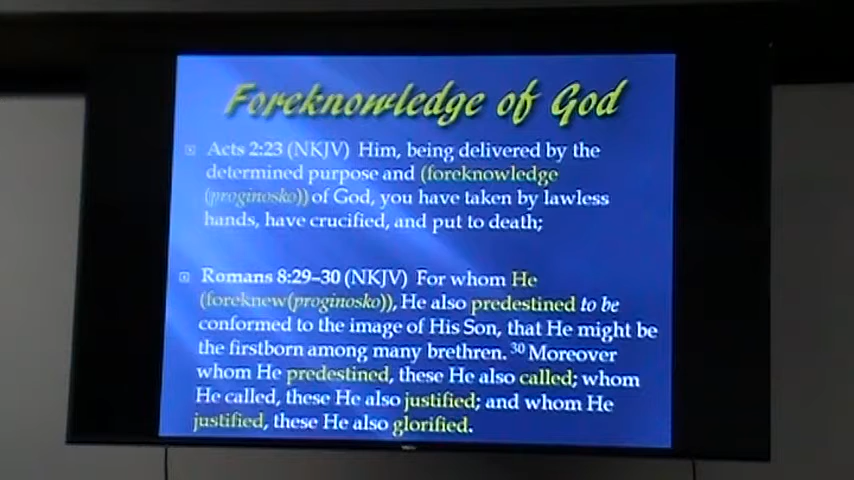 Foreknowledge of God
Acts 2:23 (NKJV) Him, being delivered by the
determined purpose and (foreknowledge
(proginosko)) of God, you have taken by lawless
hands, have crucified, and put to death;
Romans 8:29–30 (NKJV) For whom He
(foreknew(proginosko)), He also predestined to be
conformed to the image of His Son, that He might be
the firstborn among many brethren. 30 Moreover
whom He predestined, these He also called; whom
He called, these He also justified; and whom He
justified, these He also glorified.